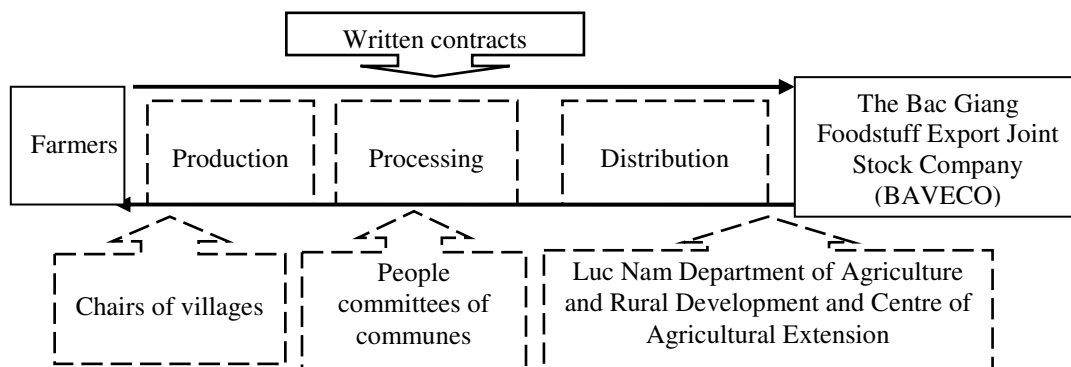 Written contracts
Farmers
Production
Processing
Distribution
The Bac Giang
Foodstuff Export Joint
Stock Company
(BAVECO)
Chairs of villages
People
committees of
communes
Luc Nam Department of Agriculture
and Rural Development and Centre of
Agricultural Extension